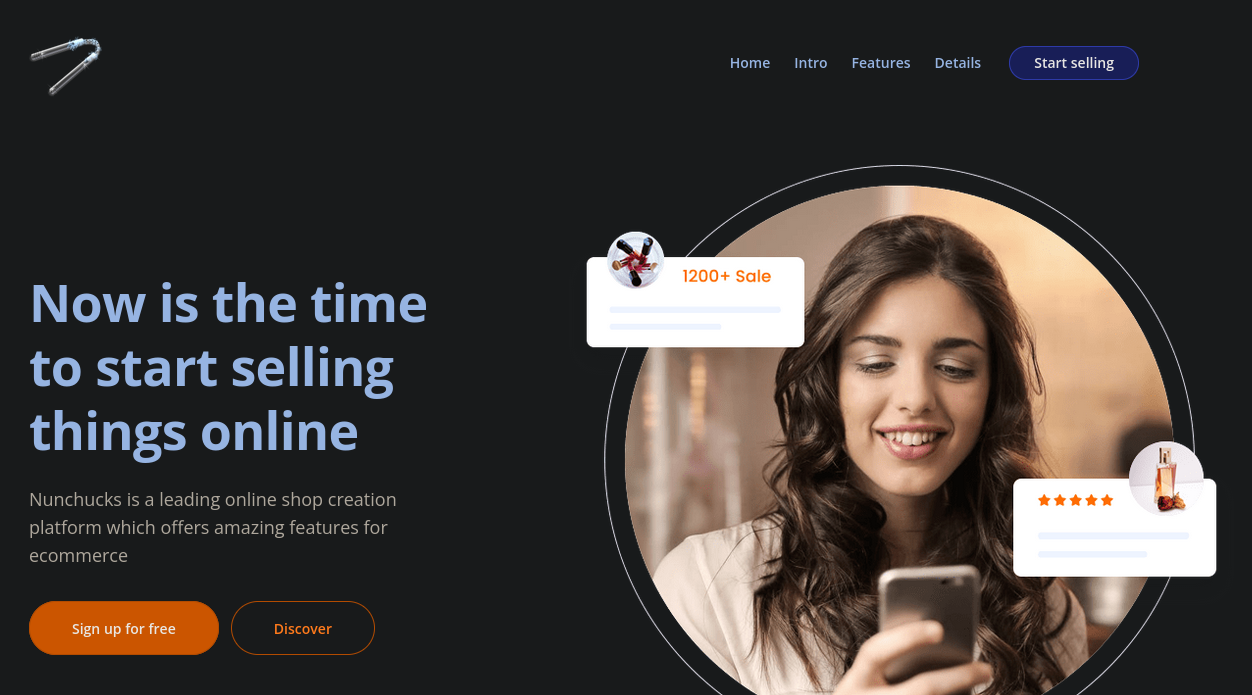 Home Intro Features Details Start selling
1200+ Sale
Now is the time
to start selling
things online
Nunchucks is a leading online shop creation
platform which offers amazing features for
ecommerce
Sign up for free Discover